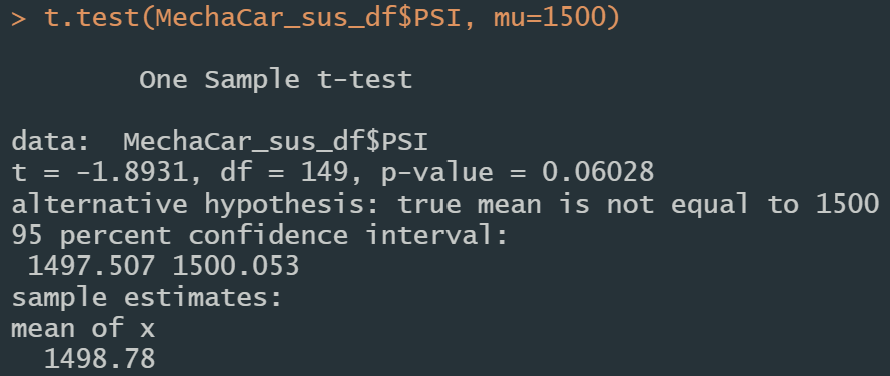 > t.test(MechaCar_sus_df$PSI, mu=1500)
One Sample t-test
data:  MechaCar_sus_df$PSI
t = -1.8931, df = 149, p-value = 0.06028
alternative hypothesis: true mean is not equal to 1500
95 percent confidence interval:
 1497.507 1500.053
sample estimates:
mean of x
  1498.78